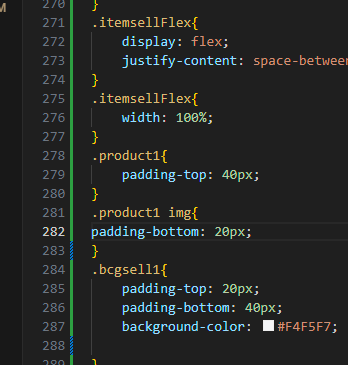 M
270 }
271 .itemsellFlex{
272 display: flex;
273 justify-content: space-between
274 }
275 .itemsellFlex{
276 width: 100%;
277 }
278 .product1{
279 padding-top: 40px;
280 }
281 .product1 img{
282 padding-bottom: 20px;
283 }
284 .bcgsell1{
285 padding-top: 20px;
286 padding-bottom: 40px;
287 background-color: #F4F5F7;
288
289 }